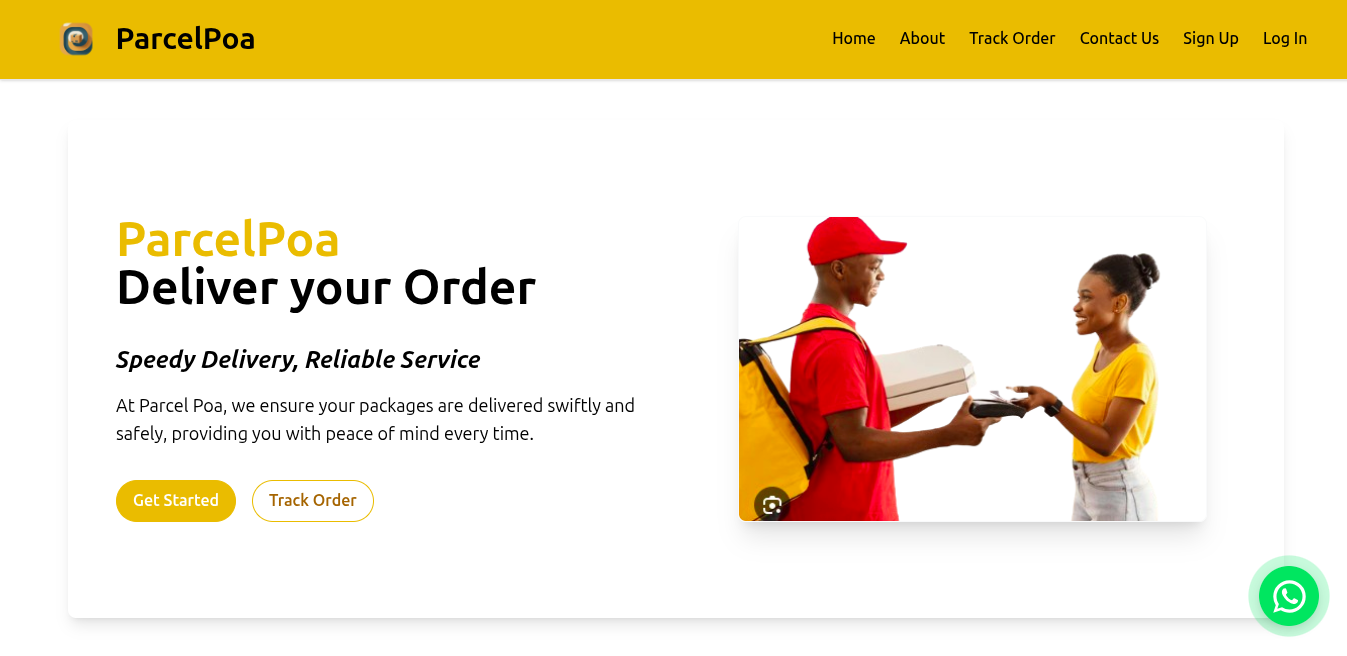 ParcelPoa
Home
About
Track Order
Contact Us
Sign Up
Log In
ParcelPoa
Deliver your Order
Speedy Delivery, Reliable Service
At Parcel Poa, we ensure your packages are delivered swiftly and
safely, providing you with peace of mind every time.
Get Started
Track Order